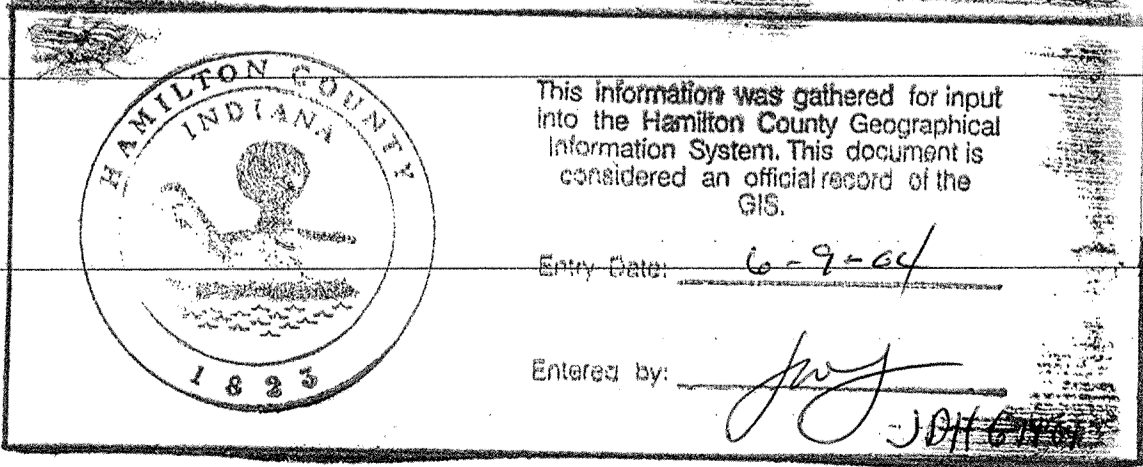 HAMILTON COUNTY
INDIANA
1823
This information was gathered for input
into the Hamilton County Geographical
Information System. This document is
considered an official record of the
GIS.
Entry Date: 6-9-04
Entered by:
JDH